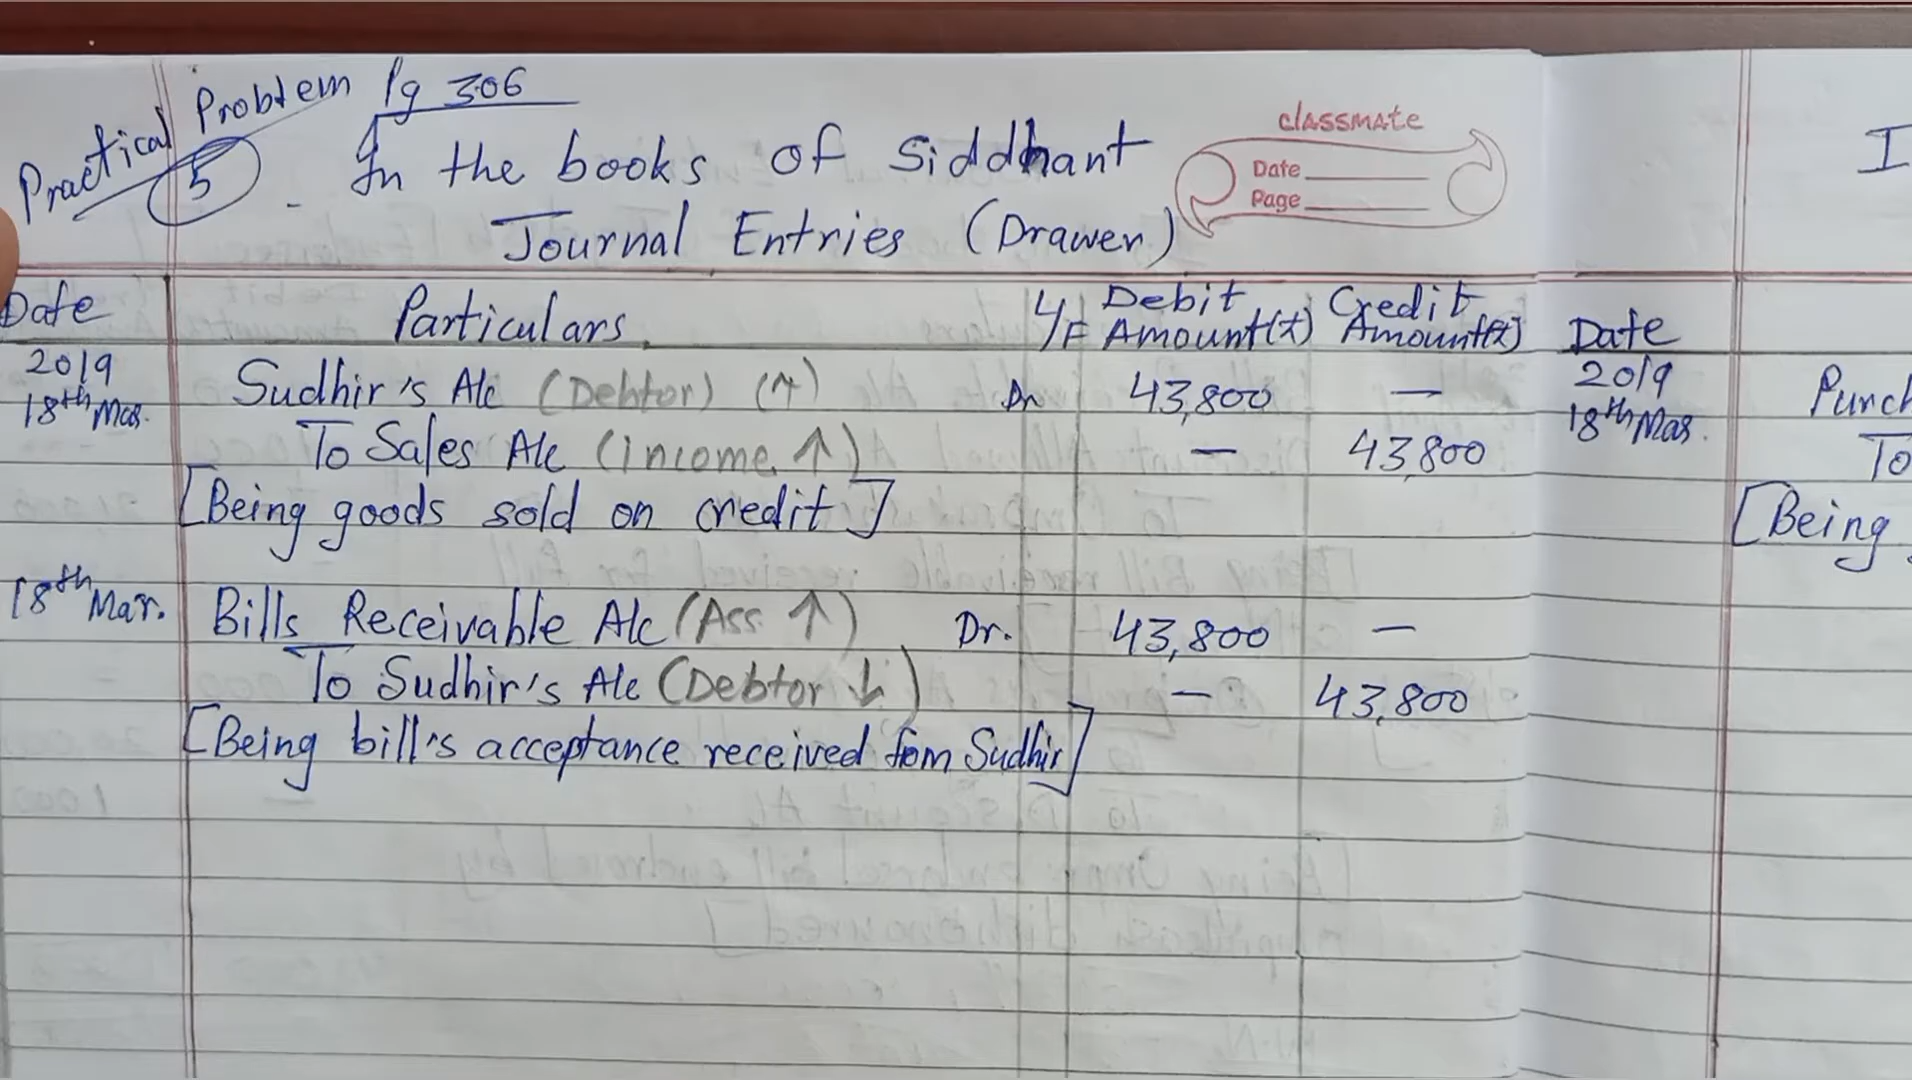 Practical Problem Pg 306
5
In the books of Siddhant
Journal Entries (Drawer)
classmate
Date
Page
Date Particulars L/F Debit Amount(₹) Credit Amount(₹)
2019
18th Mar. Sudhir's A/c (Debtor) (↑) Dr 43,800 —
To Sales A/c (income ↑) — 43,800
[Being goods sold on credit]
18th Mar. Bills Receivable A/c (Ass ↑) Dr. 43,800 —
To Sudhir's A/c (Debtor ↓) — 43,800
[Being bill's acceptance received from Sudhir]
I
Date
2019
18th Mar. Purch
To
[Being